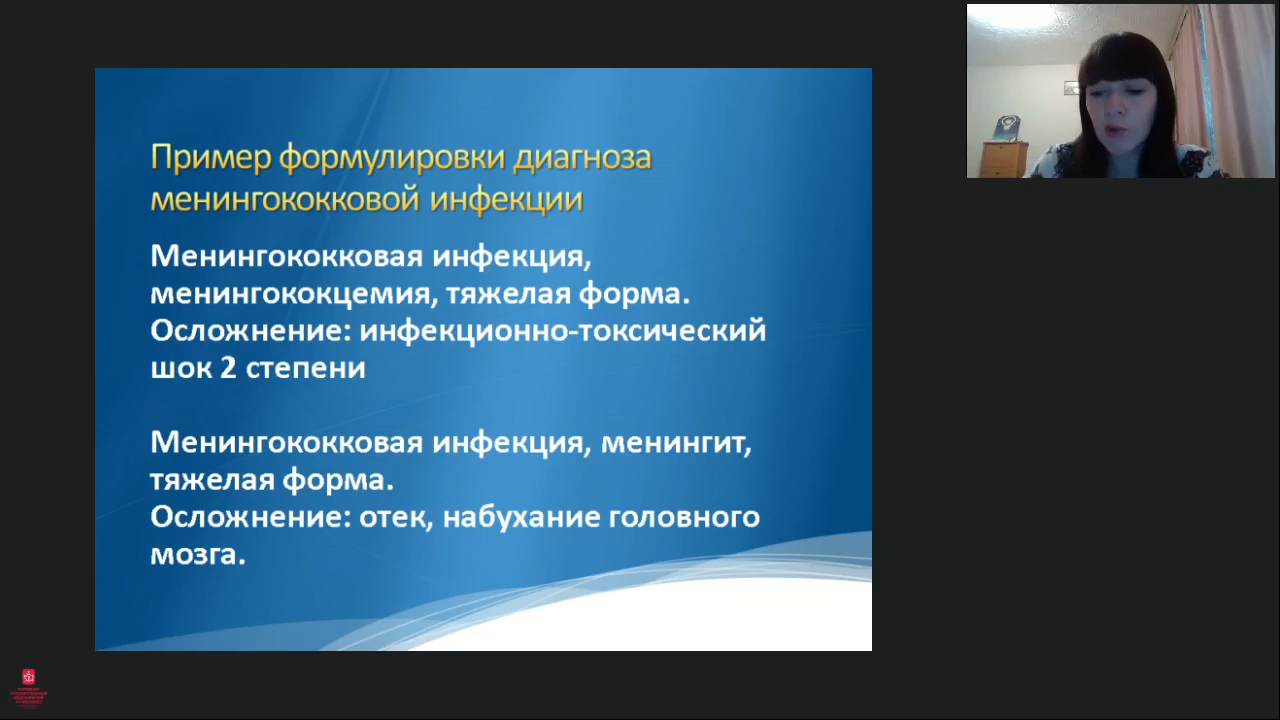 Пример формулировки диагноза
менингококковой инфекции
Менингококковая инфекция,
менингококцемия, тяжелая форма.
Осложнение: инфекционно-токсический
шок 2 степени
Менингококковая инфекция, менингит,
тяжелая форма.
Осложнение: отек, набухание головного
мозга.